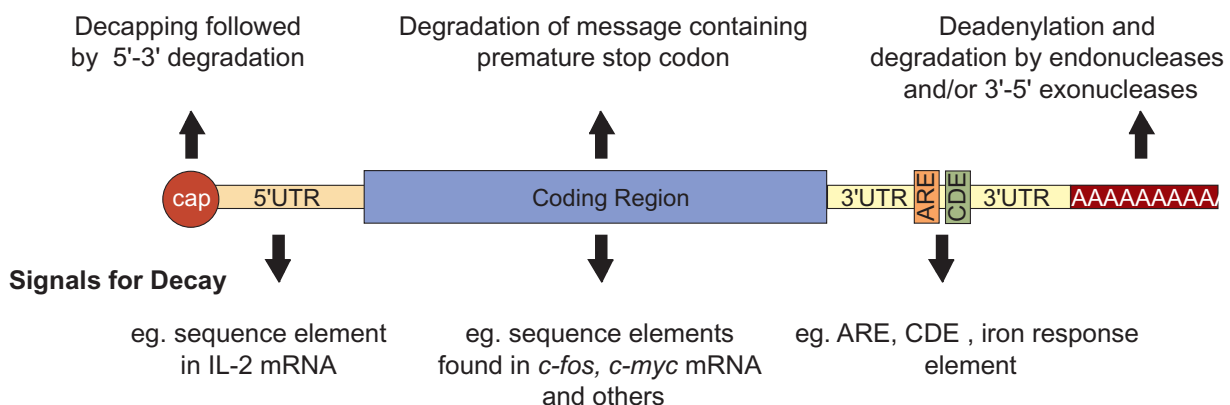 Decapping followed
by 5'-3' degradation
Degradation of message containing
premature stop codon
Deadenylation and
degradation by endonucleases
and/or 3'-5' exonucleases
cap
5'UTR
Coding Region
3'UTR
ARE
CDE
3'UTR
AAAAAAAAAA
Signals for Decay
eg. sequence element
in IL-2 mRNA
eg. sequence elements
found in c-fos, c-myc mRNA
and others
eg. ARE, CDE , iron response
element